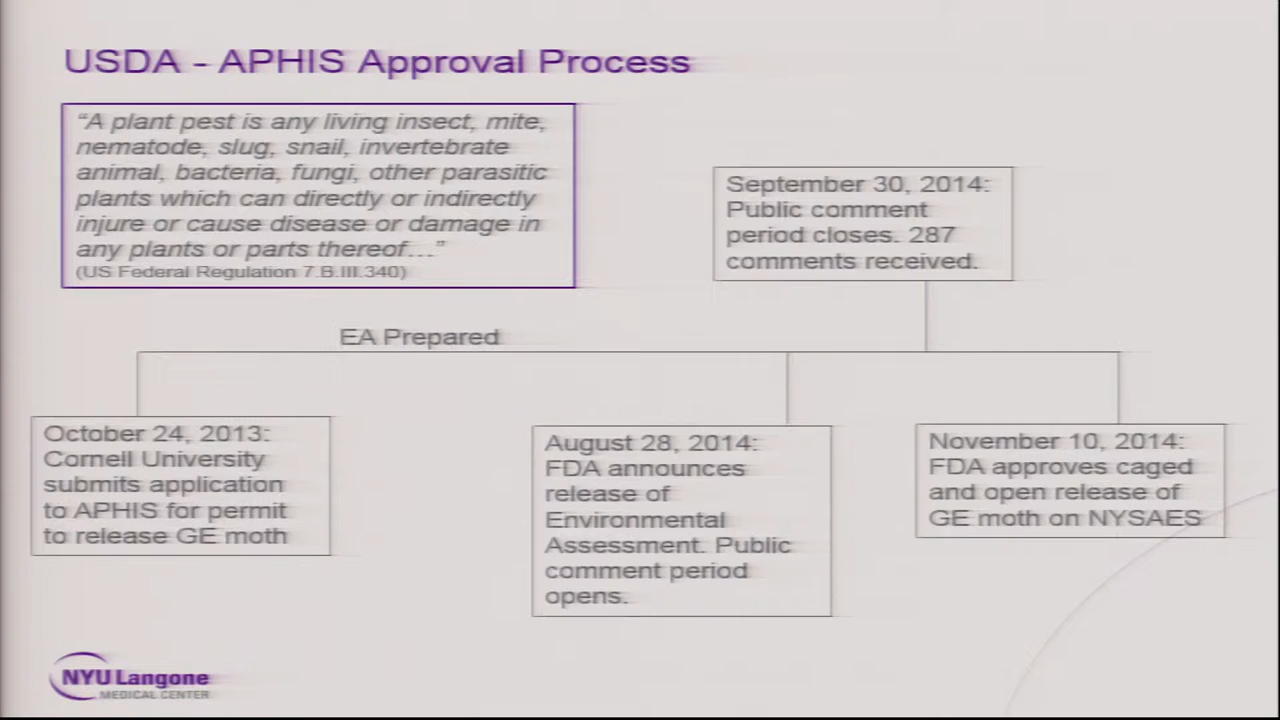 USDA - APHIS Approval Process
“A plant pest is any living insect, mite,
nematode, slug, snail, invertebrate
animal, bacteria, fungi, other parasitic
plants which can directly or indirectly
injure or cause disease or damage in
any plants or parts thereof…”
(US Federal Regulation 7.B.III.340)
September 30, 2014:
Public comment
period closes. 287
comments received.
EA Prepared
October 24, 2013:
Cornell University
submits application
to APHIS for permit
to release GE moth
August 28, 2014:
FDA announces
release of
Environmental
Assessment. Public
comment period
opens.
November 10, 2014:
FDA approves caged
and open release of
GE moth on NYSAES
NYU Langone
MEDICAL CENTER